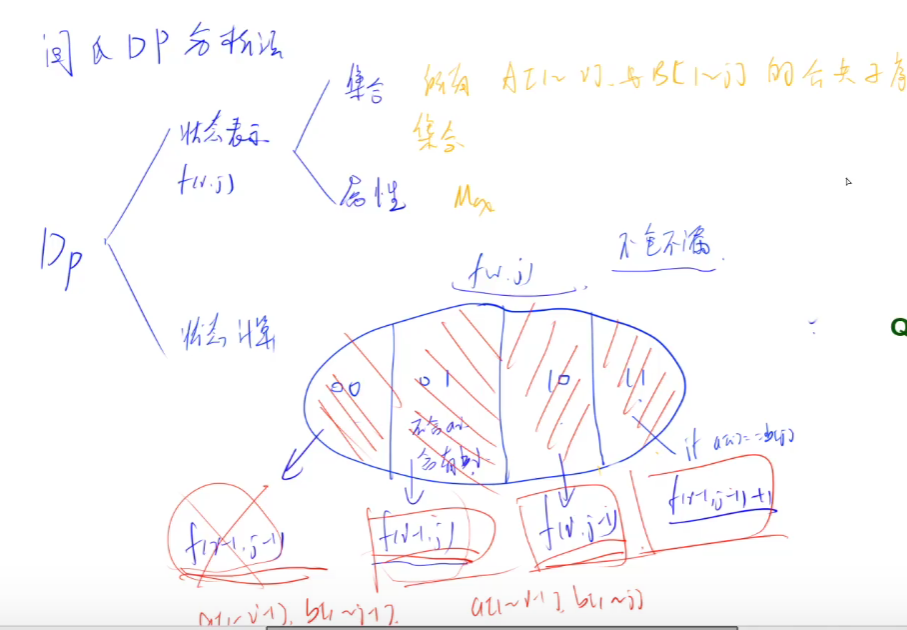 闫氏DP分析法
集合 所有 A[1~i]与B[1~j]的公共子序
集合
状态表示
f(i,j)
属性 Max
DP
不重不漏
f(i,j)
状态计算
00 01 10 11
不含a[i]
含有b[j]
if a[i]==b[j]
f(i-1,j-1) f(i-1,j) f(i,j-1) f(i-1,j-1)+1
a[1~i-1], b[1~j-1]. a[1~i-1], b[1~j]
Q